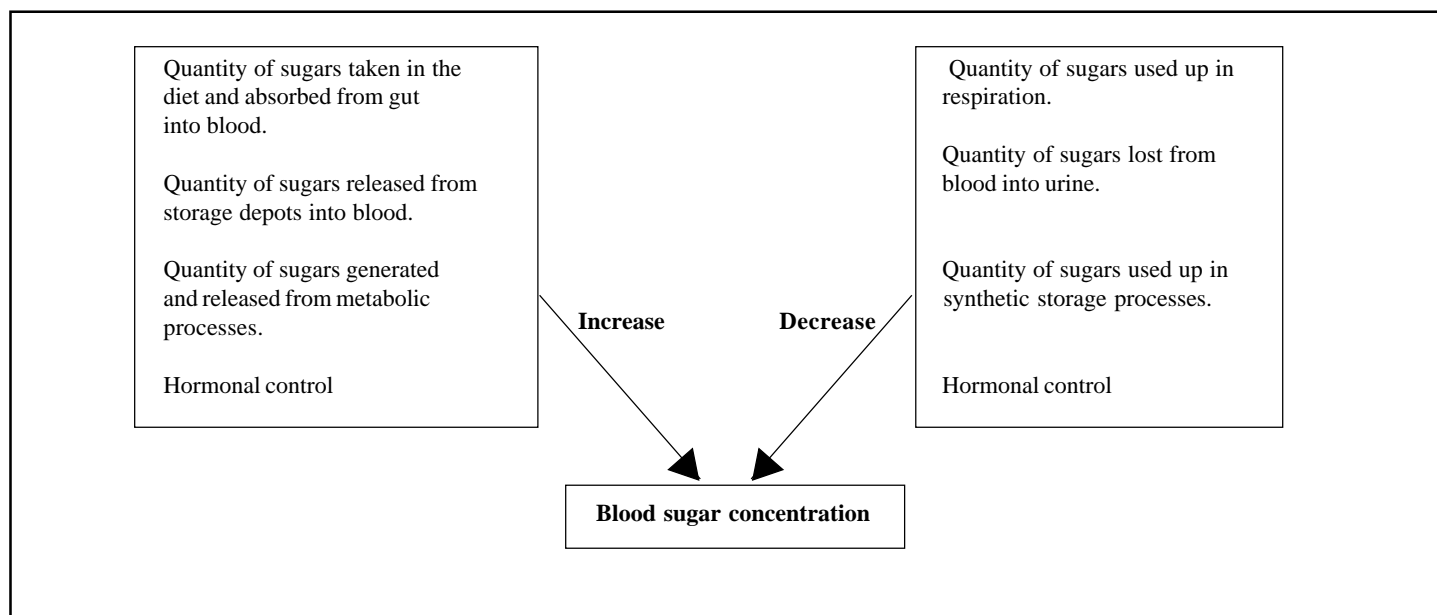 Quantity of sugars taken in the
diet and absorbed from gut
into blood.
Quantity of sugars released from
storage depots into blood.
Quantity of sugars generated
and released from metabolic
processes.
Hormonal control
Quantity of sugars used up in
respiration.
Quantity of sugars lost from
blood into urine.
Quantity of sugars used up in
synthetic storage processes.
Hormonal control
Increase
Decrease
Blood sugar concentration